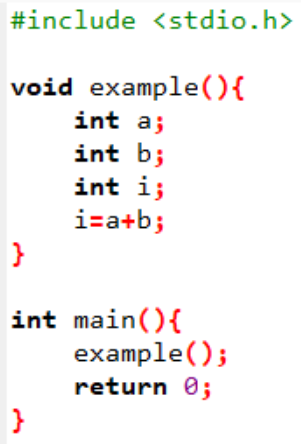 #include <stdio.h>
void example(){
    int a;
    int b;
    int i;
    i=a+b;
}
int main(){
    example();
    return 0;
}